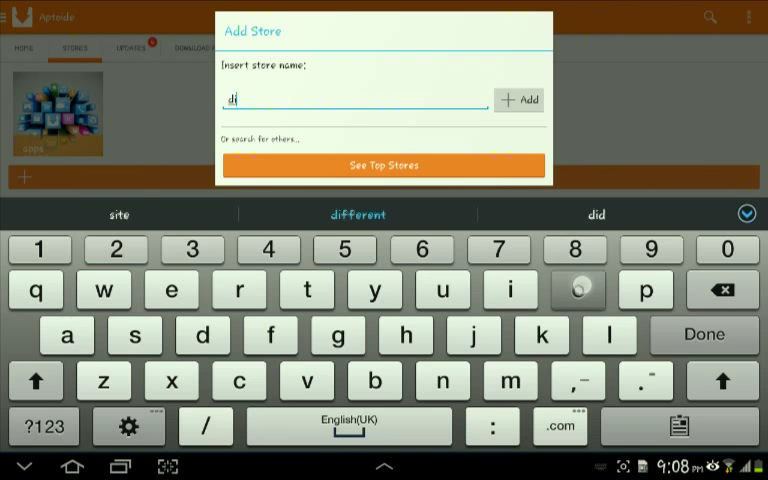 Aptoide
Add Store
HOME STORES UPDATES DOWNLOAD
Insert store name:
di
Add
apps
Or search for others...
See Top Stores
site different did
1 2 3 4 5 6 7 8 9 0
q w e r t y u i o p
a s d f g h j k l Done
z x c v b n m ,- .-
?123 / English(UK) : .com
9:08 PM